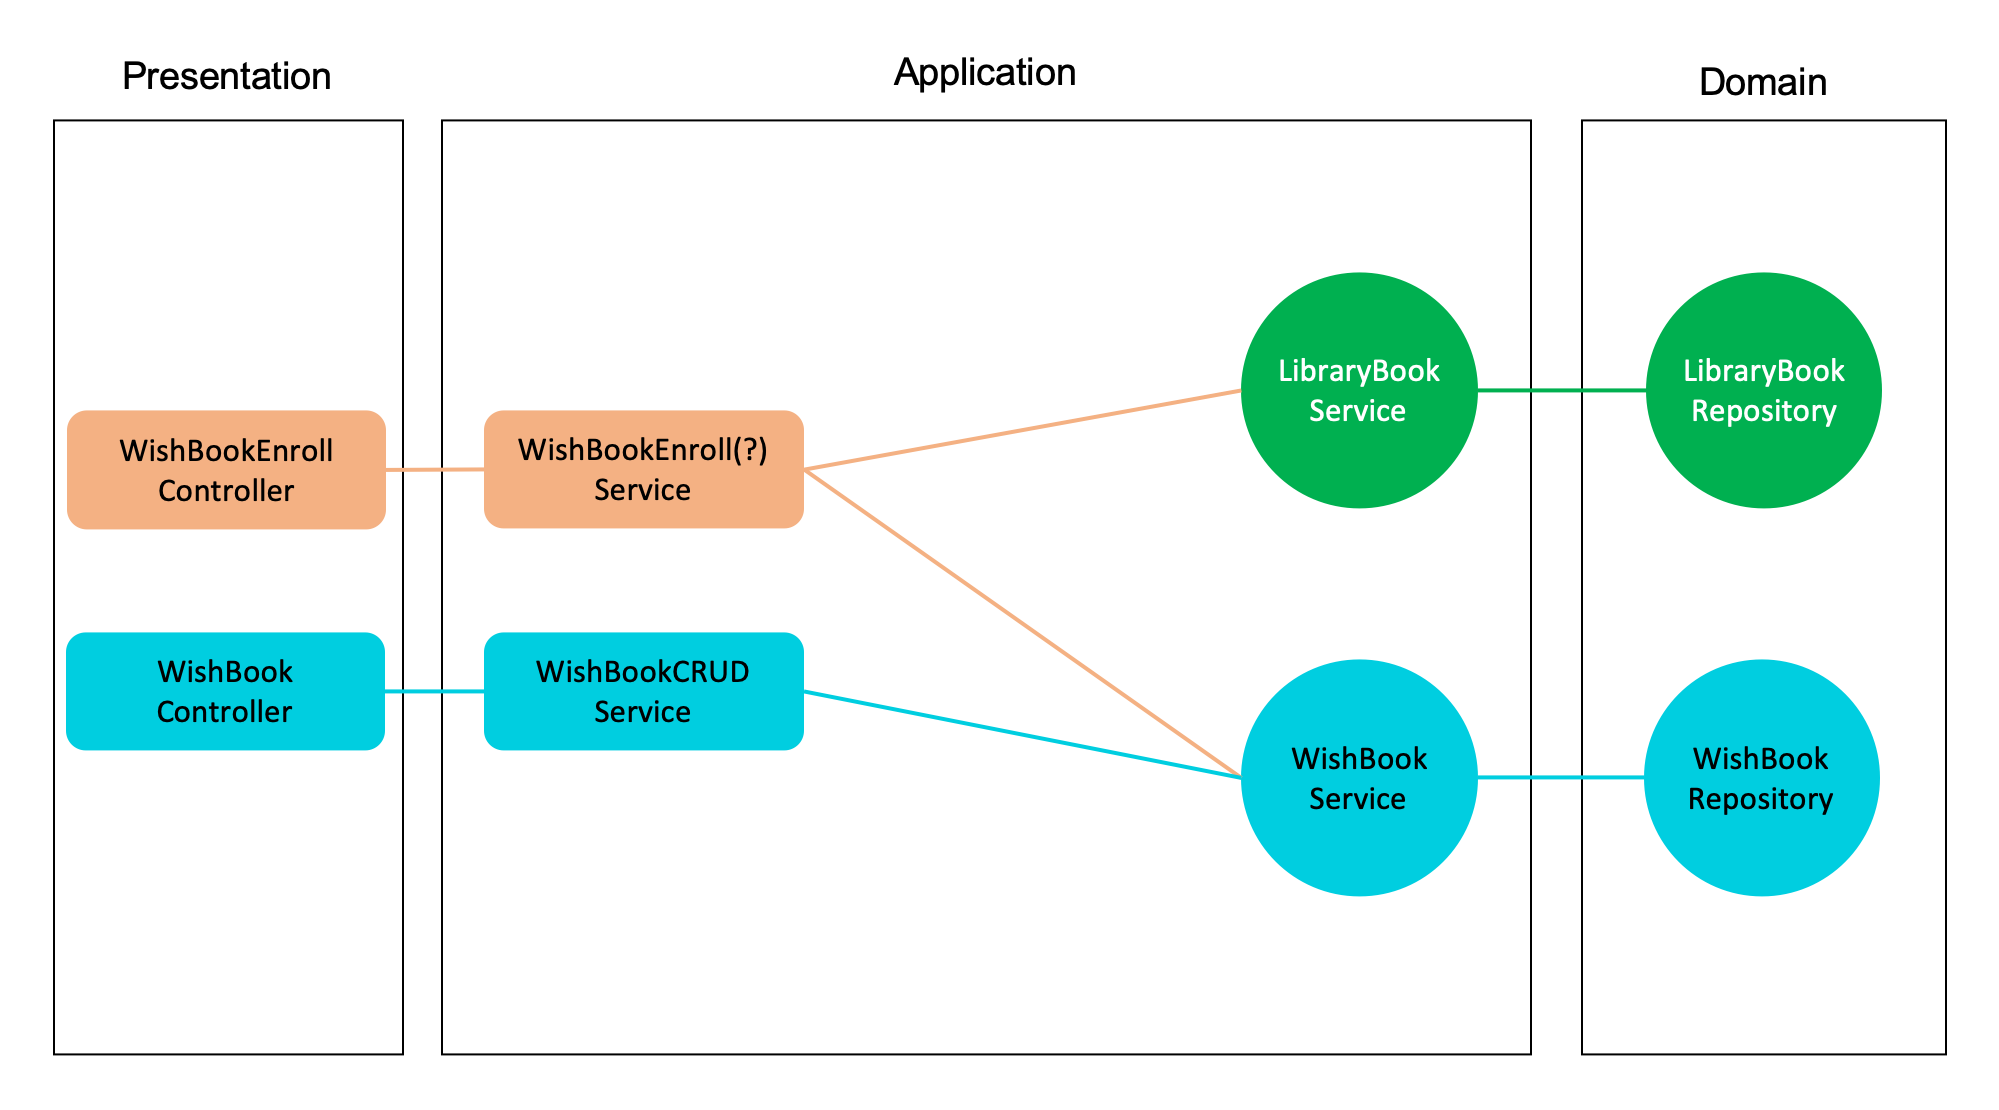 Presentation
Application
Domain
WishBookEnroll
Controller
WishBookEnroll(?)
Service
LibraryBook
Service
LibraryBook
Repository
WishBook
Controller
WishBookCRUD
Service
WishBook
Service
WishBook
Repository